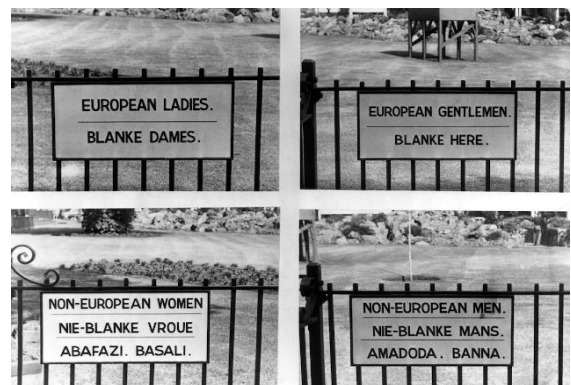 EUROPEAN LADIES.
BLANKE DAMES.
EUROPEAN GENTLEMEN.
BLANKE HERE.
NON-EUROPEAN WOMEN
NIE-BLANKE VROUE
ABAFAZI. BASALI.
NON-EUROPEAN MEN.
NIE-BLANKE MANS.
AMADODA. BANNA.